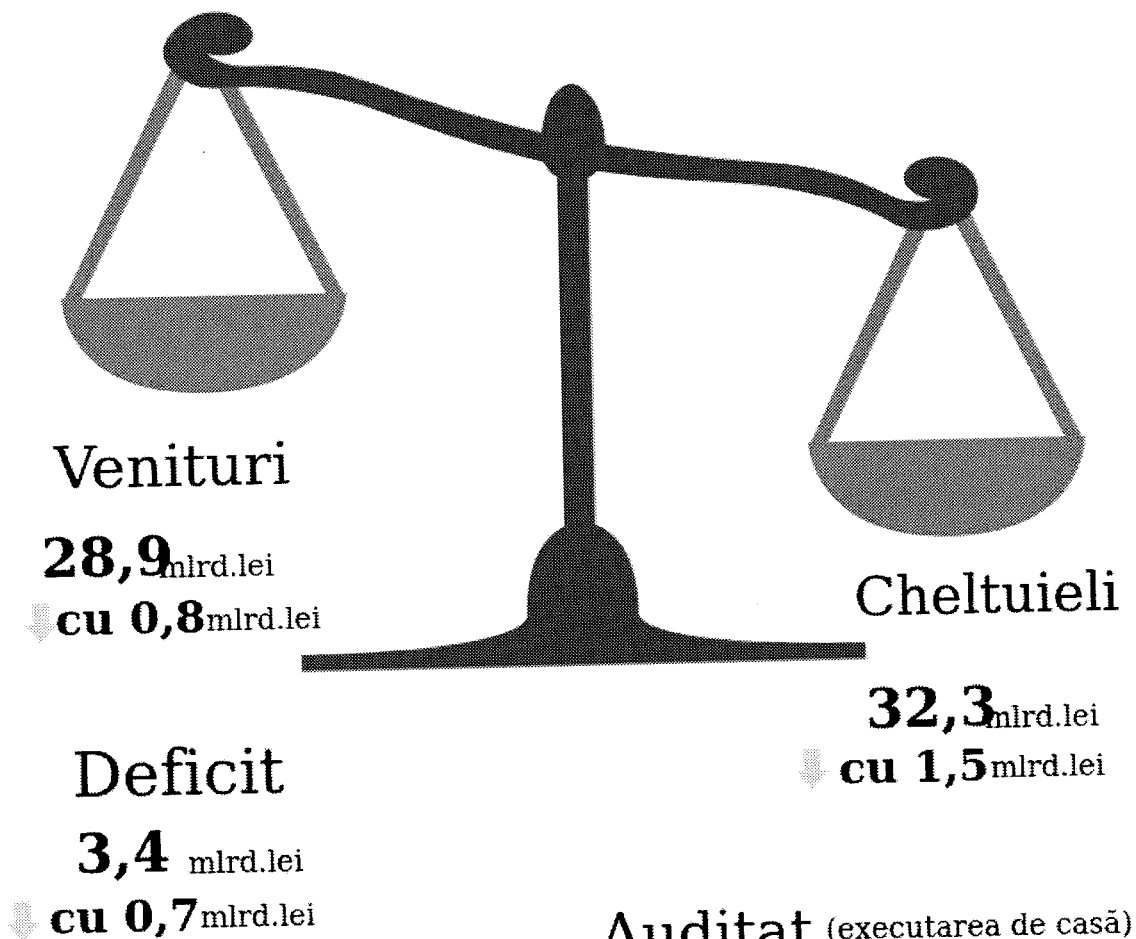 Venituri
28,9 mlrd.lei
cu 0,8 mlrd.lei
Cheltuieli
32,3 mlrd.lei
cu 1,5 mlrd.lei
Deficit
3,4 mlrd.lei
cu 0,7 mlrd.lei
Auditat (executarea de casă)